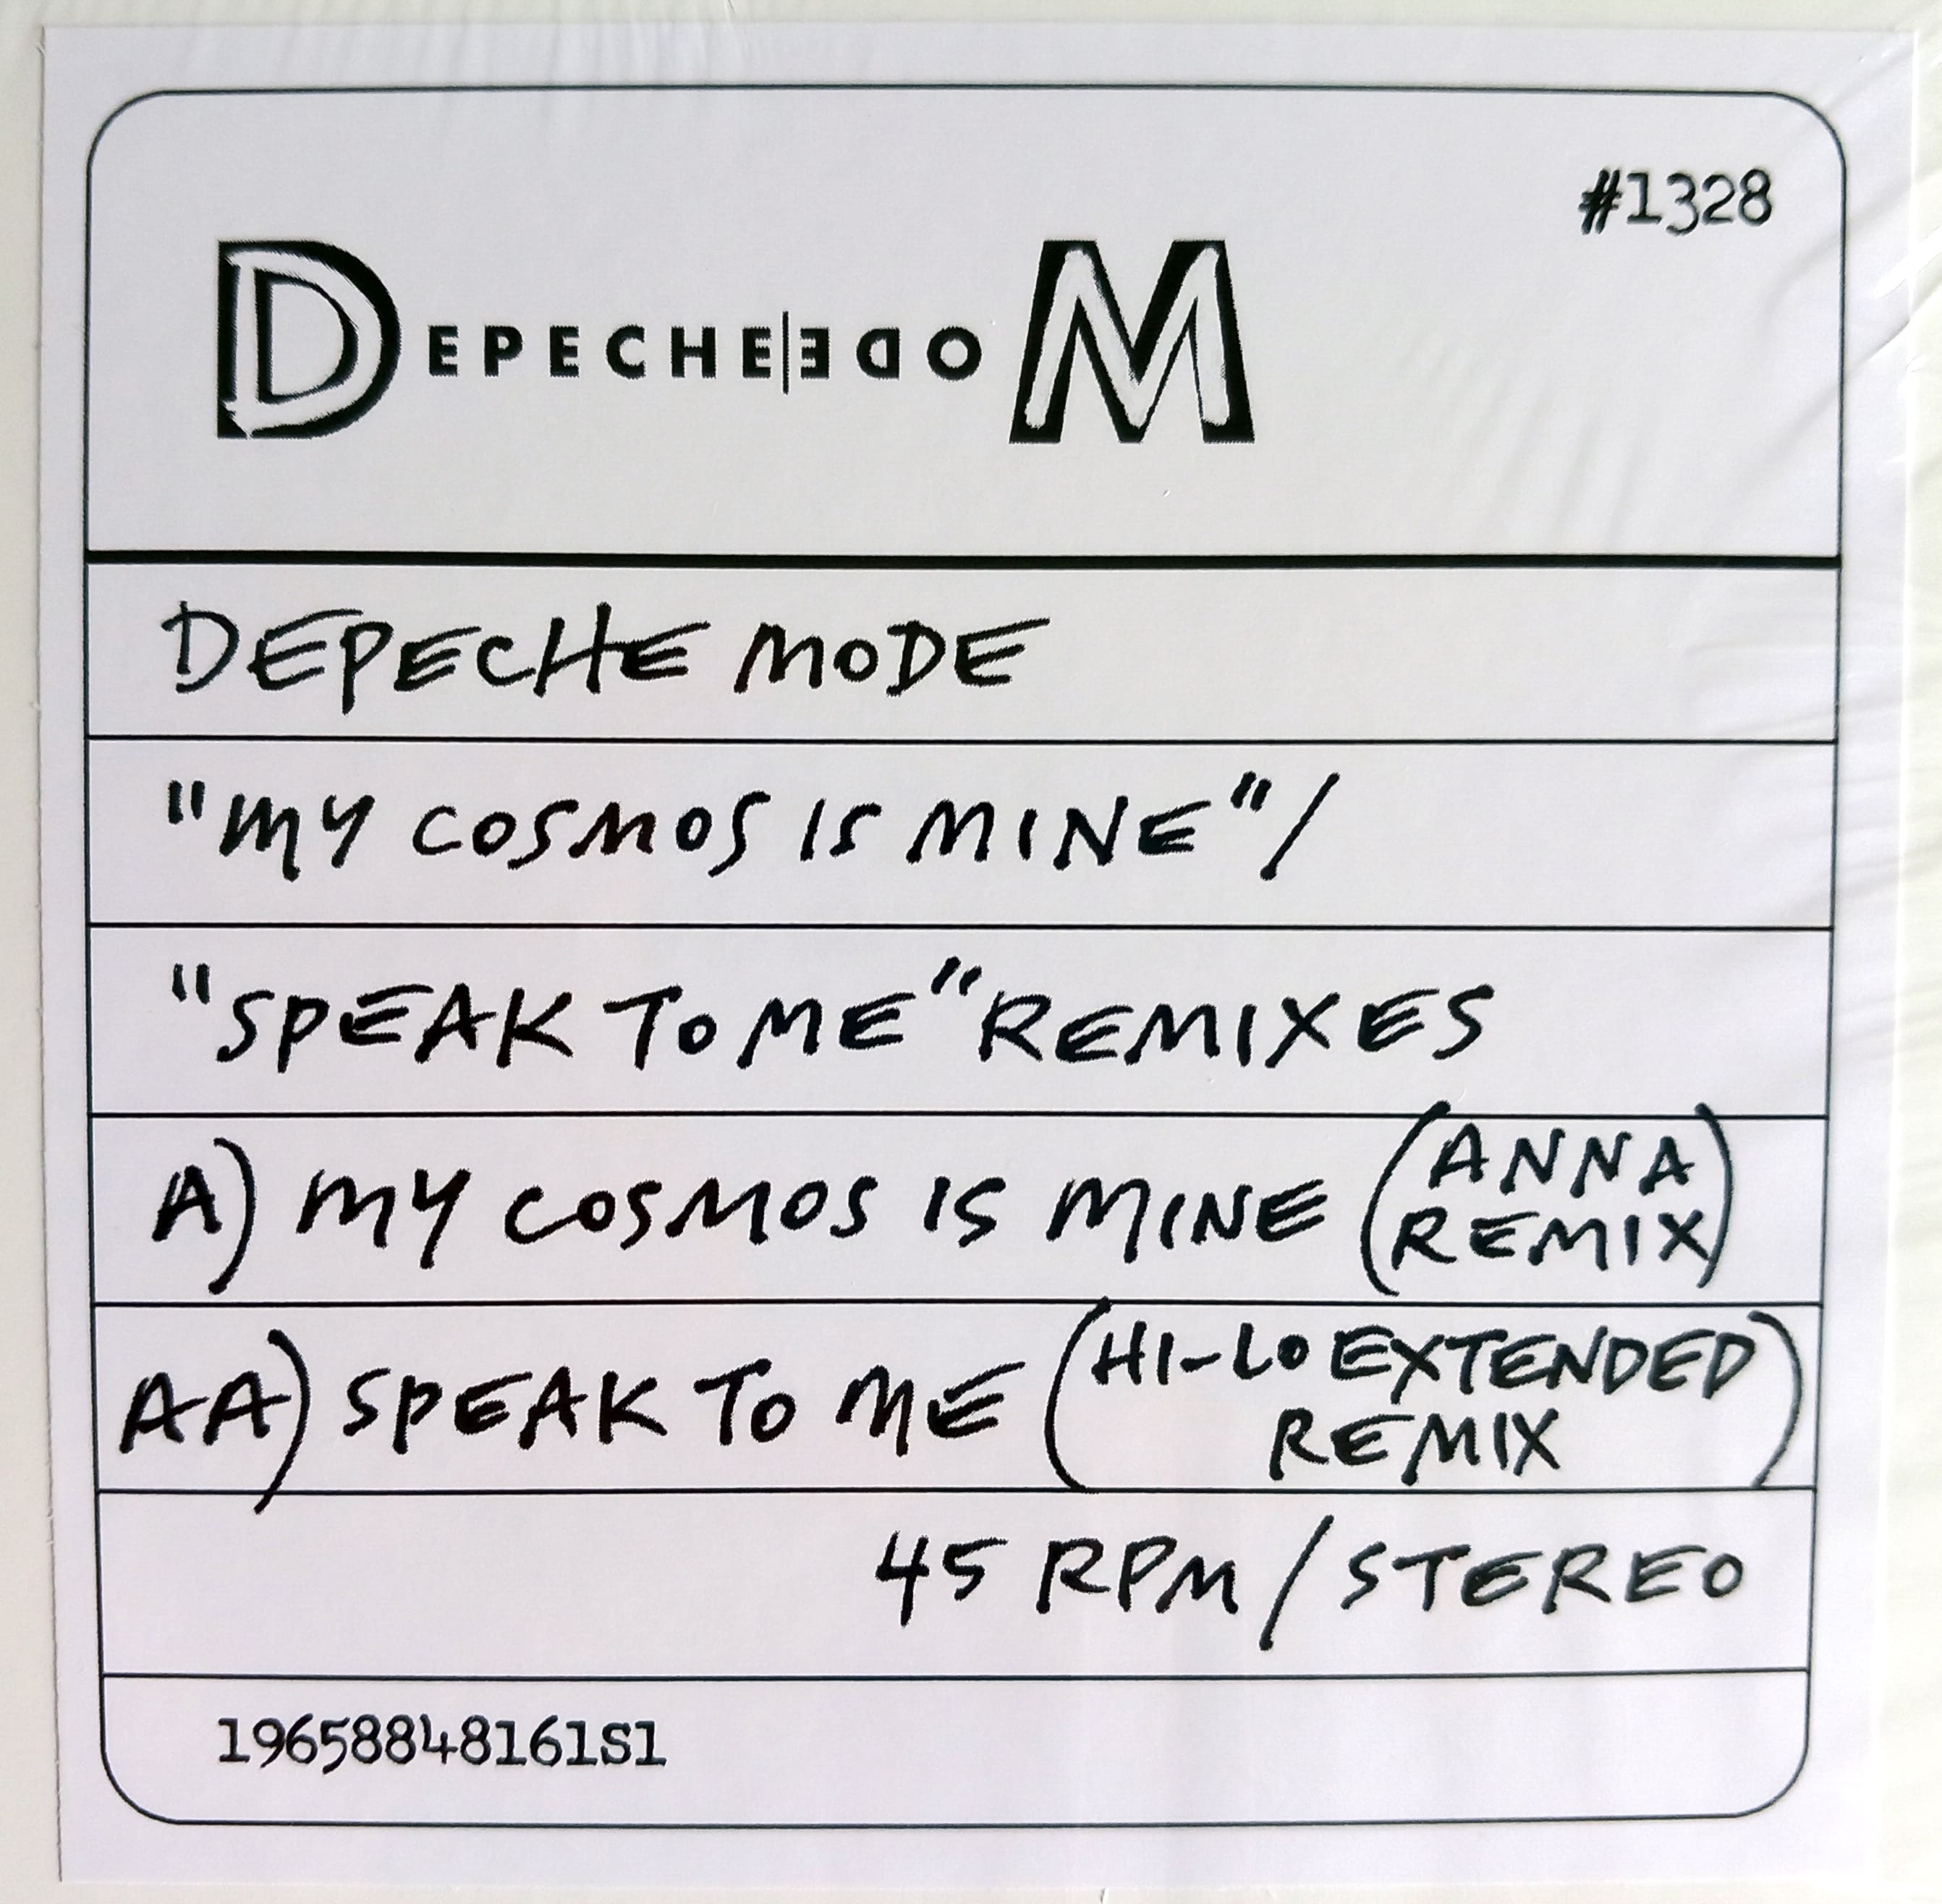 #1328
DEPECHE|EDOM
DEPECHE MODE
"MY COSMOS IS MINE"/
"SPEAK TO ME" REMIXES
A) MY COSMOS IS MINE (ANNA
REMIX)
AA) SPEAK TO ME (HI-LO EXTENDED
REMIX)
45 RPM/STEREO
19658848161S1